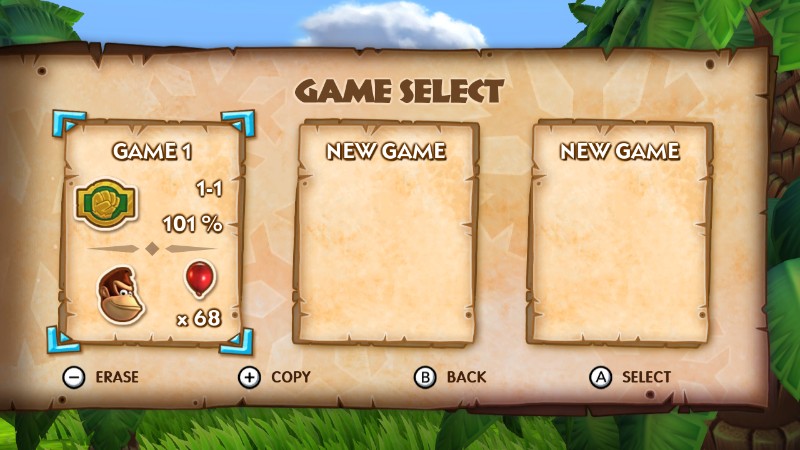 GAME SELECT
GAME 1
1-1
101 %
x 68
NEW GAME
NEW GAME
− ERASE
+ COPY
B BACK
A SELECT